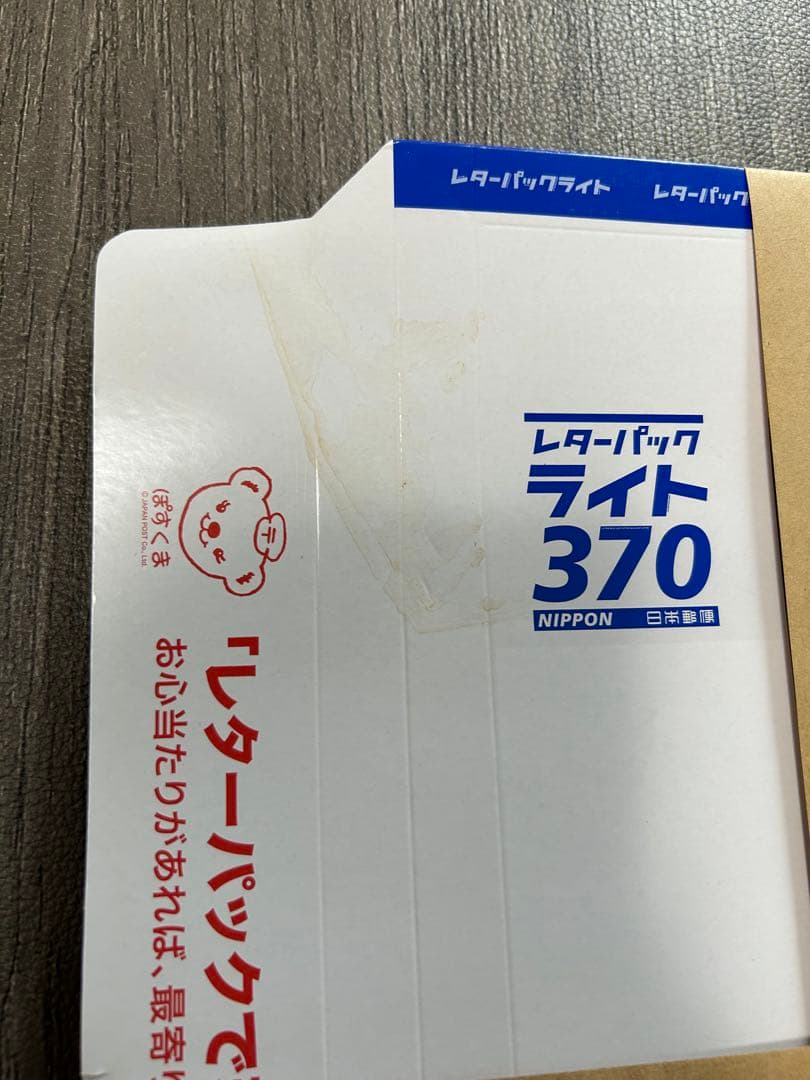 レターパックライト レターパック
レターパック
ライト
370
NIPPON 日本郵便
〒
ぽすくま
© JAPAN POST Co., Ltd.
「レターパックで
お心当たりがあれば、最寄り